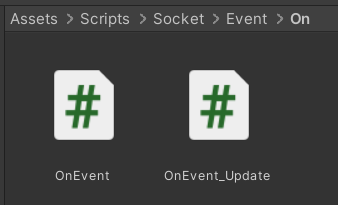 Assets > Scripts > Socket > Event > On
OnEvent
OnEvent_Update